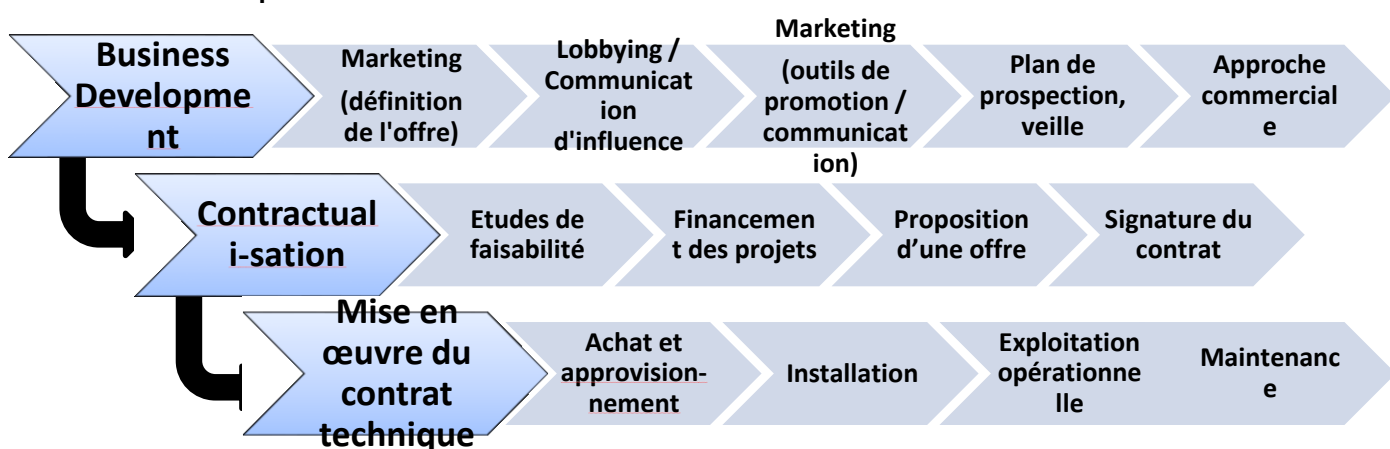 Business
Developme
nt
Marketing
(définition
de l'offre)
Lobbying /
Communicat
ion
d'influence
Marketing
(outils de
promotion /
communicat
ion)
Plan de
prospection,
veille
Approche
commercial
e
Contractual
i-sation
Etudes de
faisabilité
Financemen
t des projets
Proposition
d’une offre
Signature du
contrat
Mise en
œuvre du
contrat
technique
Achat et
approvision-
nement
Installation
Exploitation
opérationne
lle
Maintenanc
e